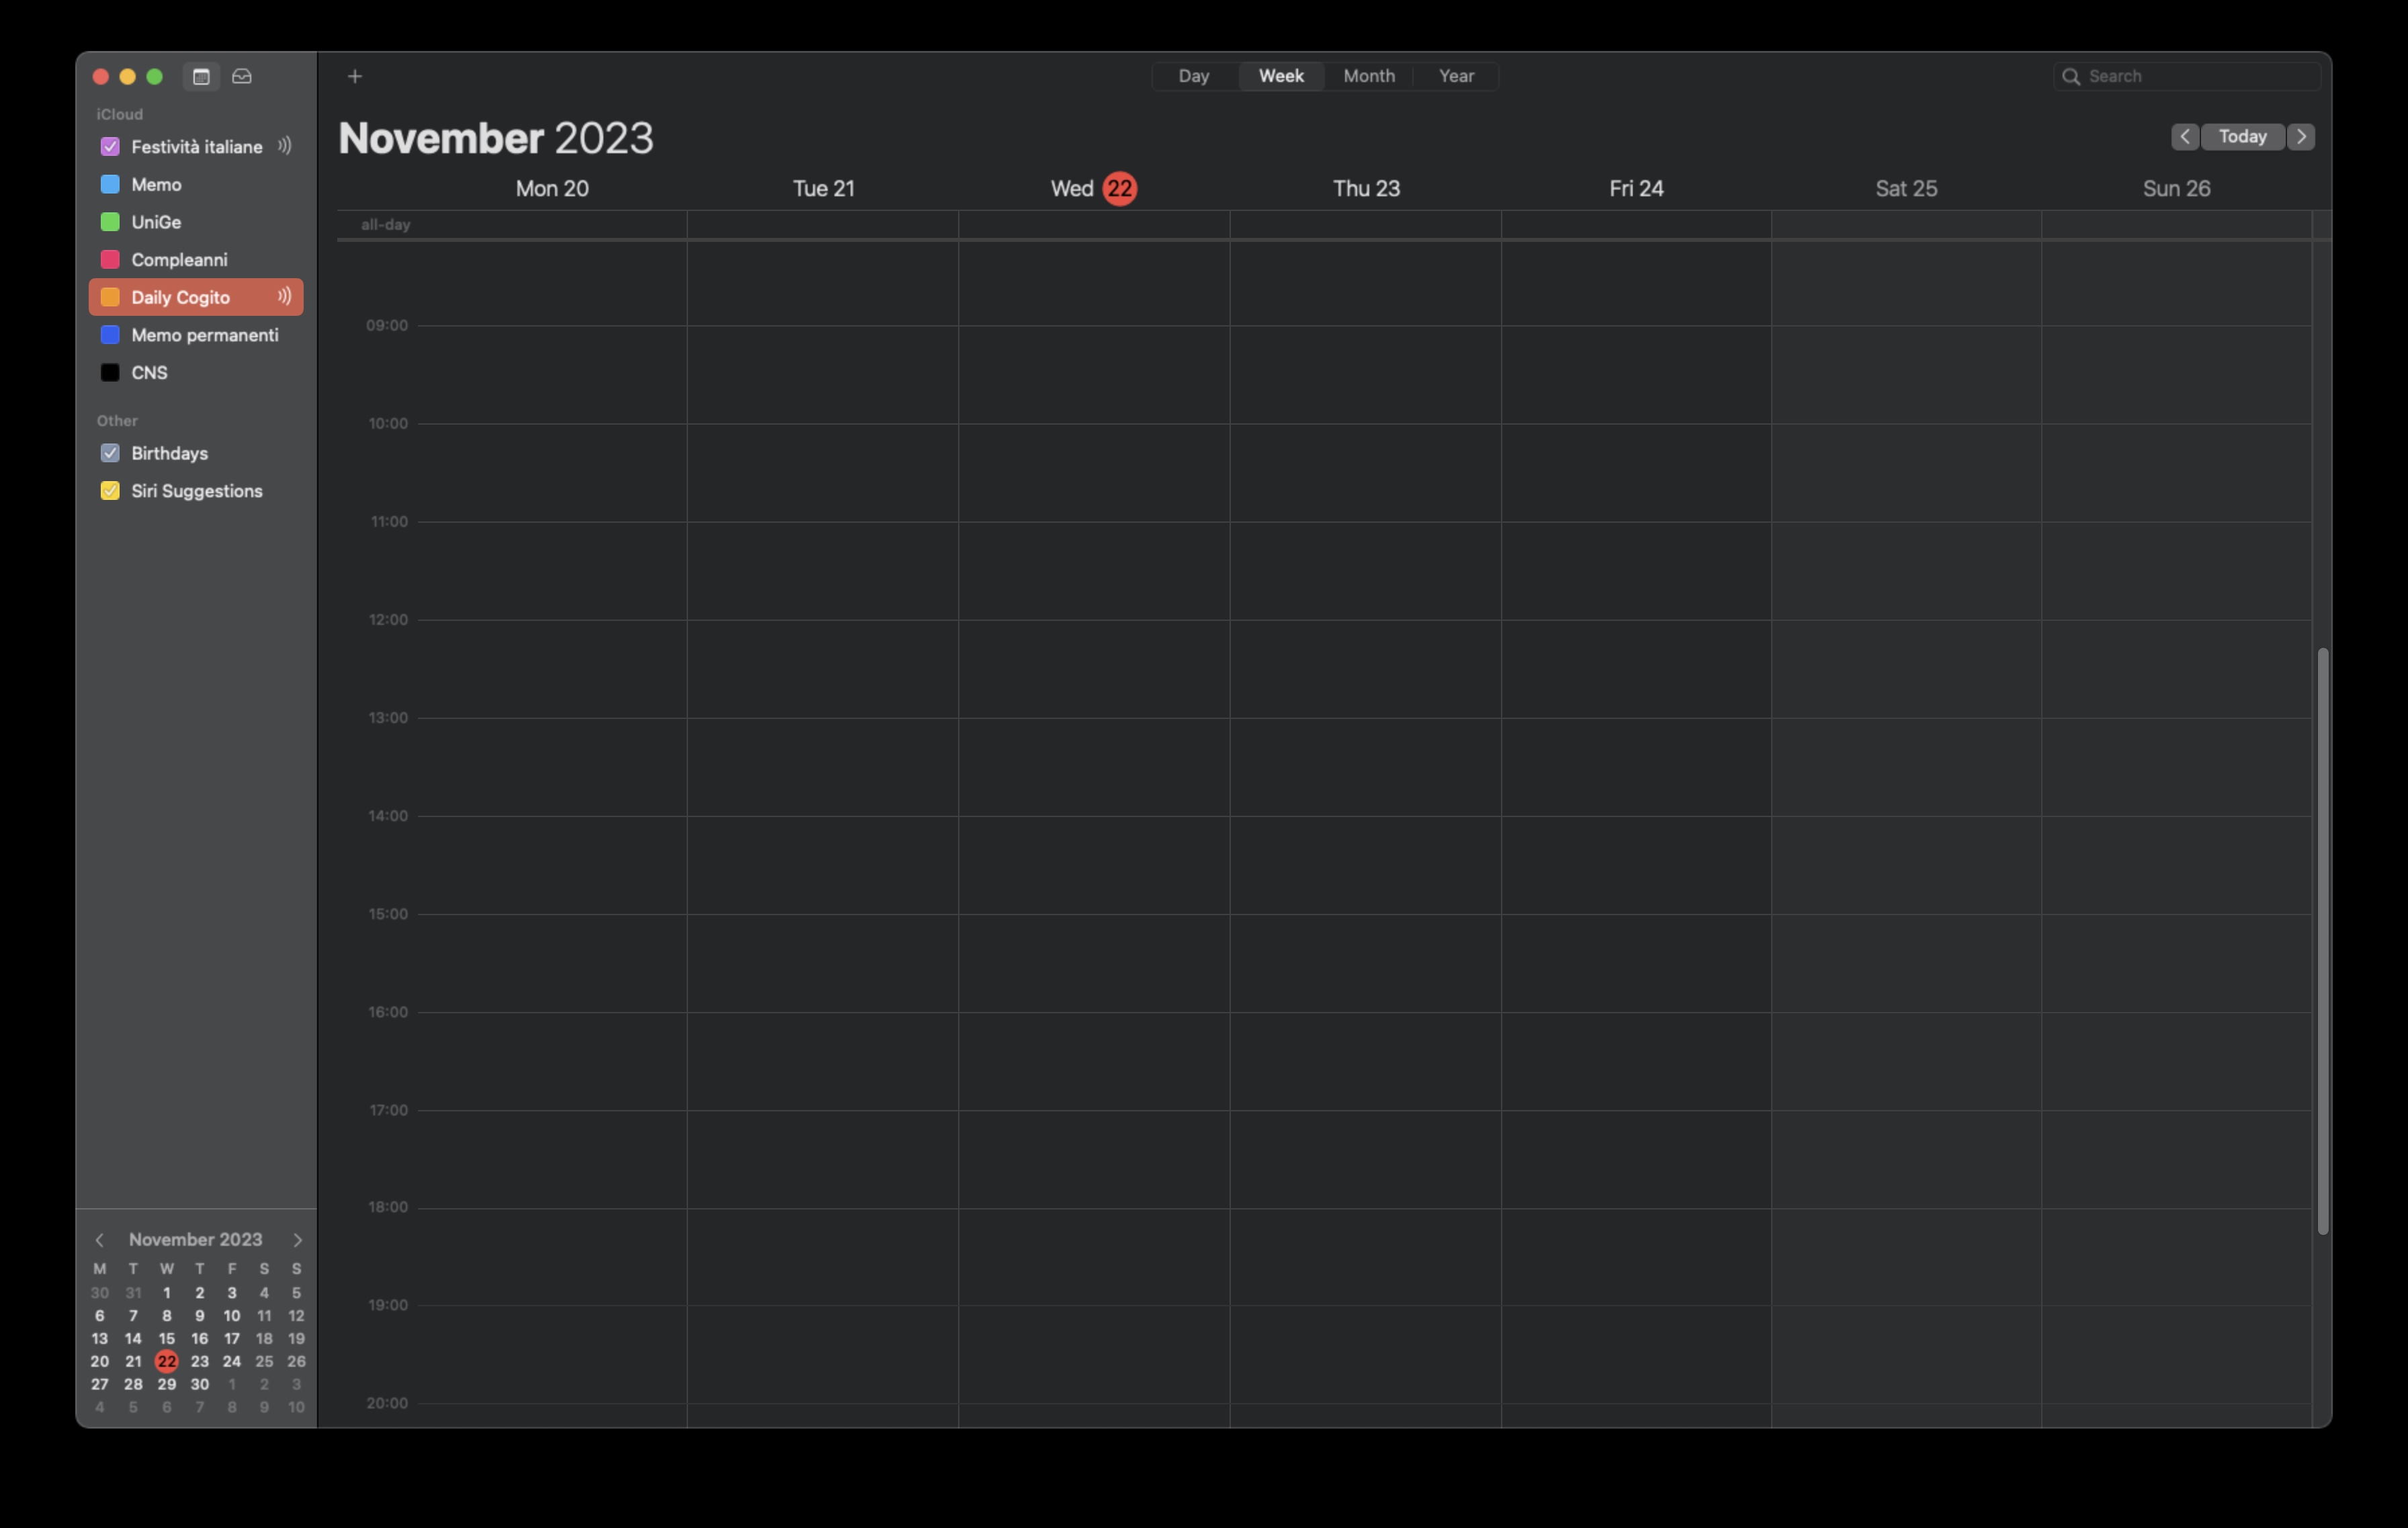 Day Week Month Year
Search
iCloud
Festività italiane
Memo
UniGe
Compleanni
Daily Cogito
Memo permanenti
CNS
Other
Birthdays
Siri Suggestions
November 2023
M T W T F S S
30 31 1 2 3 4 5
6 7 8 9 10 11 12
13 14 15 16 17 18 19
20 21 22 23 24 25 26
27 28 29 30 1 2 3
4 5 6 7 8 9 10
November 2023
Today
Mon 20 Tue 21 Wed 22 Thu 23 Fri 24 Sat 25 Sun 26
all-day
09:00
10:00
11:00
12:00
13:00
14:00
15:00
16:00
17:00
18:00
19:00
20:00